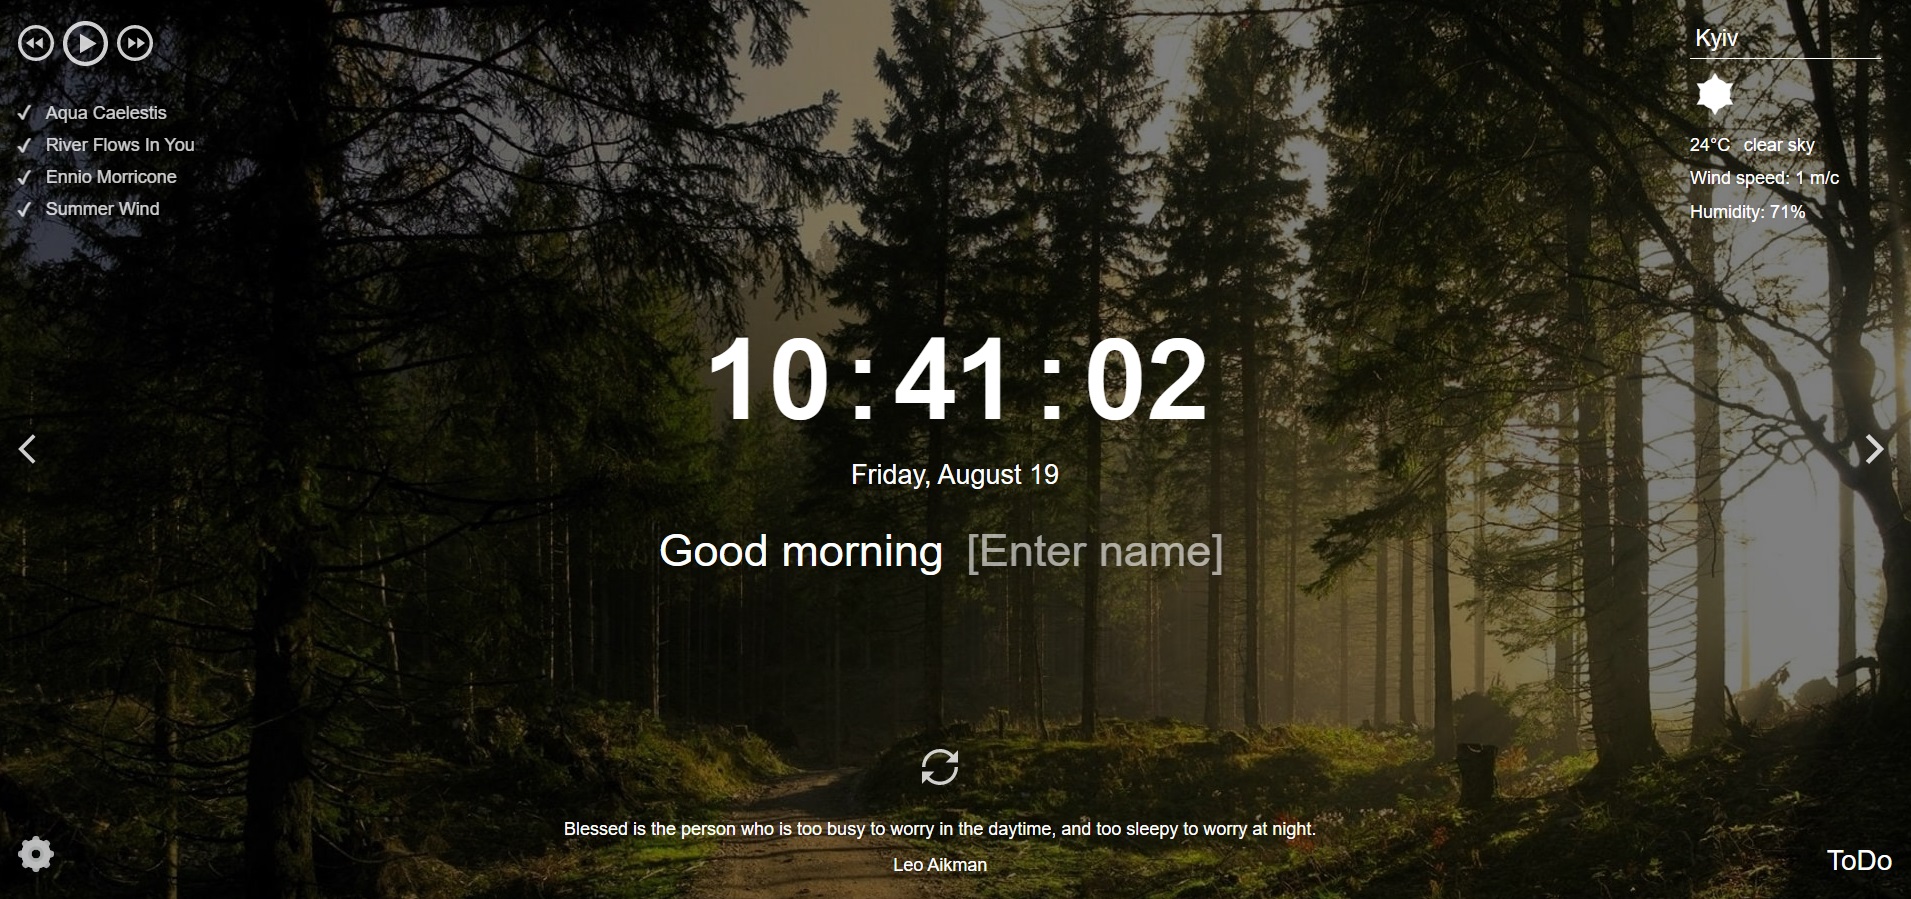 Kyiv
Aqua Caelestis
River Flows In You
Ennio Morricone
Summer Wind
24°C clear sky
Wind speed: 1 m/c
Humidity: 71%
10:41:02
Friday, August 19
Good morning [Enter name]
Blessed is the person who is too busy to worry in the daytime, and too sleepy to worry at night.
Leo Aikman
ToDo